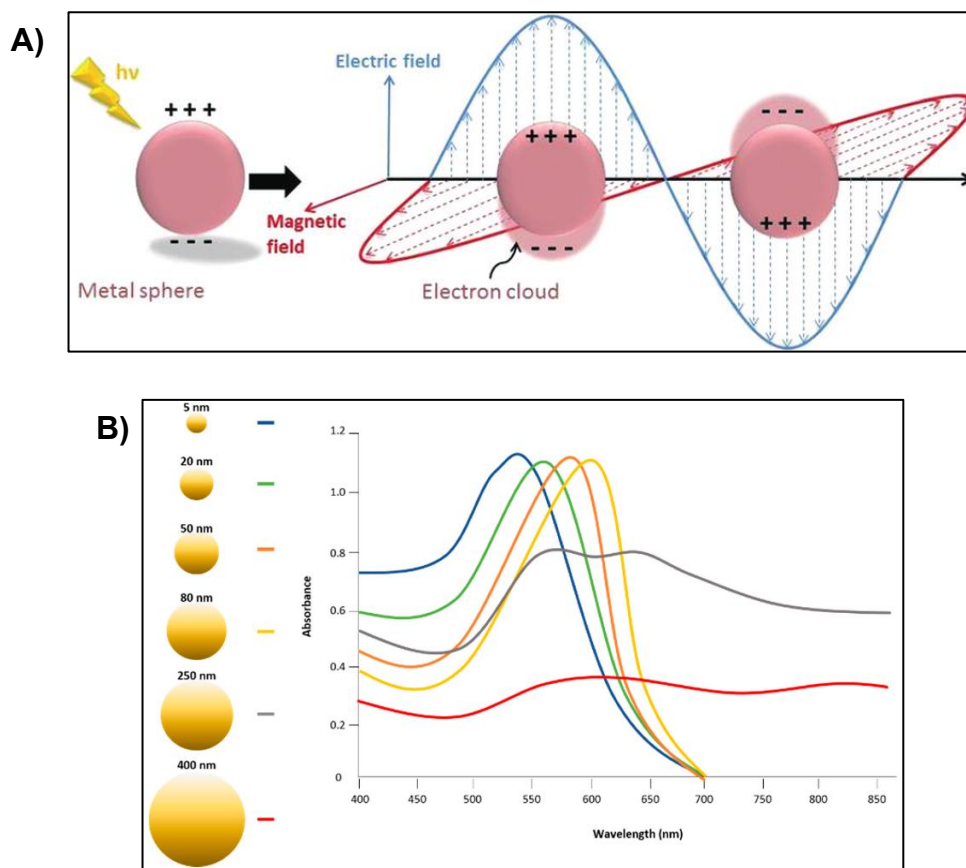 A)
hν
+ + +
- - -
Metal sphere
Electric field
Magnetic
field
+ + +
- - -
Electron cloud
- - -
+ + +
B)
5 nm
20 nm
50 nm
80 nm
250 nm
400 nm
Absorbance
1.2
1.0
0.8
0.6
0.4
0.2
0
400
450
500
550
600
650
700
750
800
850
Wavelength (nm)